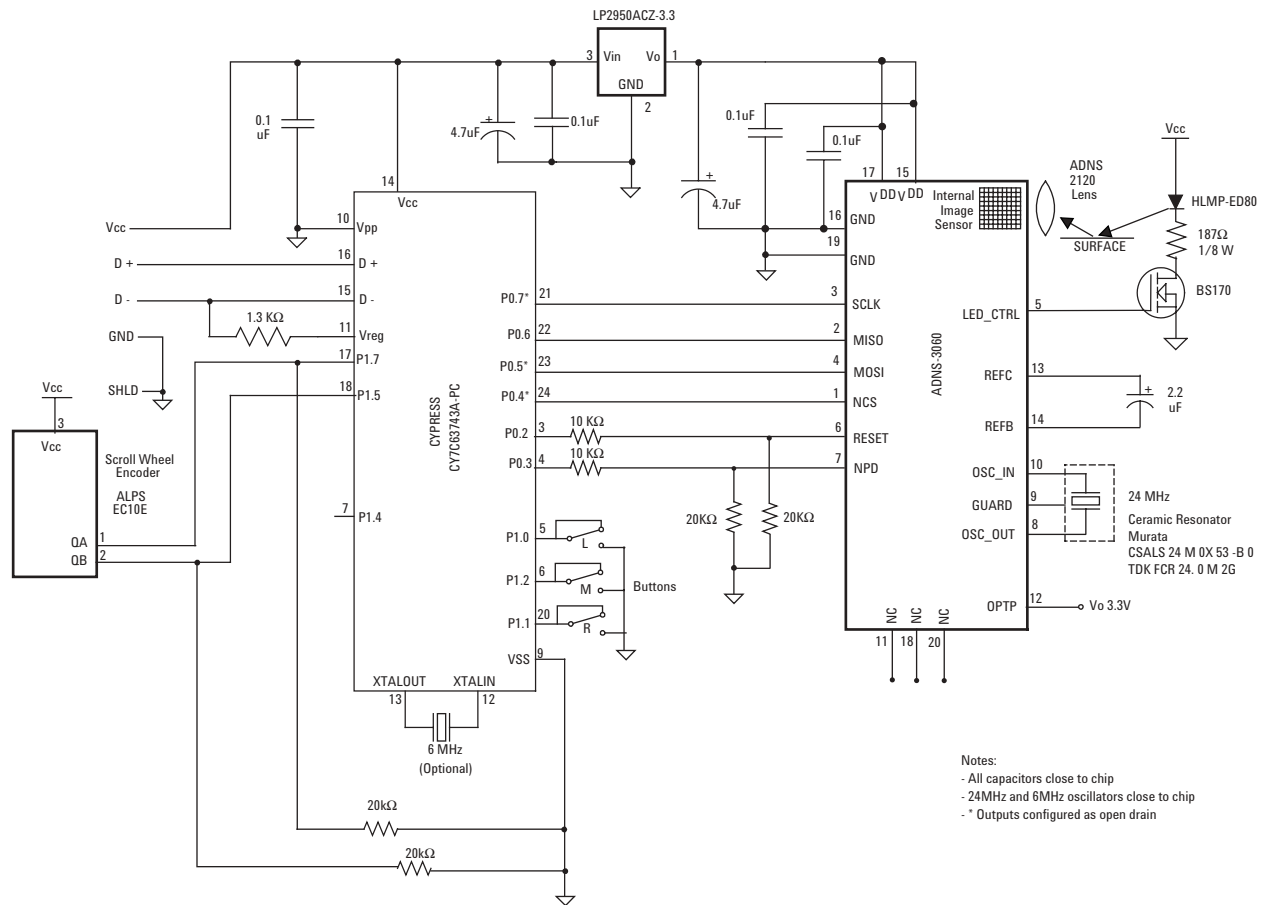 LP2950ACZ-3.3
3 Vin Vo 1
GND
2
0.1
uF
4.7uF
+
0.1uF
0.1uF
0.1uF
+
4.7uF
14
Vcc
Vcc
10 Vpp
16
D +
D +
15
D -
D -
1.3 KΩ
11 Vreg
GND
17
P1.7
SHLD
18
P1.5
Vcc
3
Vcc
Scroll Wheel
Encoder
ALPS
EC10E
QA 1
QB 2
7
P1.4
CYPRESS
CY7C63743A-PC
P0.7* 21
P0.6 22
P0.5* 23
P0.4* 24
P0.2 3
10 KΩ
P0.3 4
10 KΩ
20KΩ
20KΩ
P1.0 5
L
P1.2 6
M
Buttons
P1.1 20
R
VSS 9
XTALOUT XTALIN
13 12
6 MHz
(Optional)
20kΩ
20kΩ
17 15
V DD V DD
Internal
Image
Sensor
16
GND
19
GND
3
SCLK
2
MISO
4
MOSI
1
NCS
6
RESET
7
NPD
ADNS-3060
ADNS
2120
Lens
SURFACE
Vcc
HLMP-ED80
187Ω
1/8 W
BS170
5
LED_CTRL
13
REFC
+
2.2
uF
14
REFB
10
OSC_IN
9
GUARD
8
OSC_OUT
24 MHz
Ceramic Resonator
Murata
CSALS 24 M 0X 53 -B 0
TDK FCR 24. 0 M 2G
12
OPTP
Vo 3.3V
NC NC NC
11 18 20
Notes:
- All capacitors close to chip
- 24MHz and 6MHz oscillators close to chip
- * Outputs configured as open drain